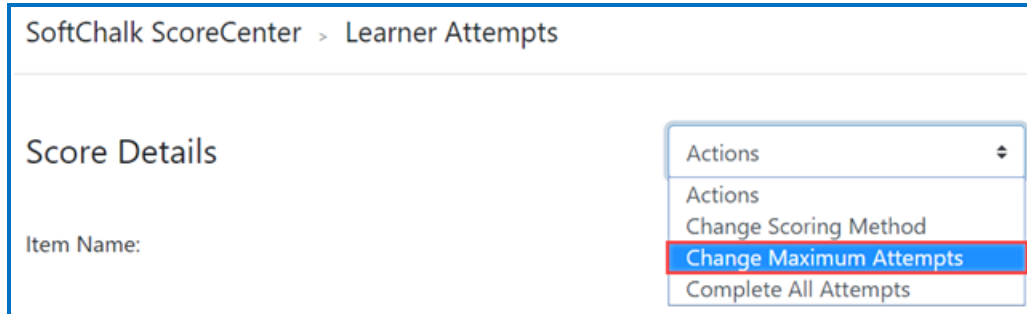 SoftChalk ScoreCenter > Learner Attempts
Score Details
Actions
Actions
Change Scoring Method
Item Name:
Change Maximum Attempts
Complete All Attempts